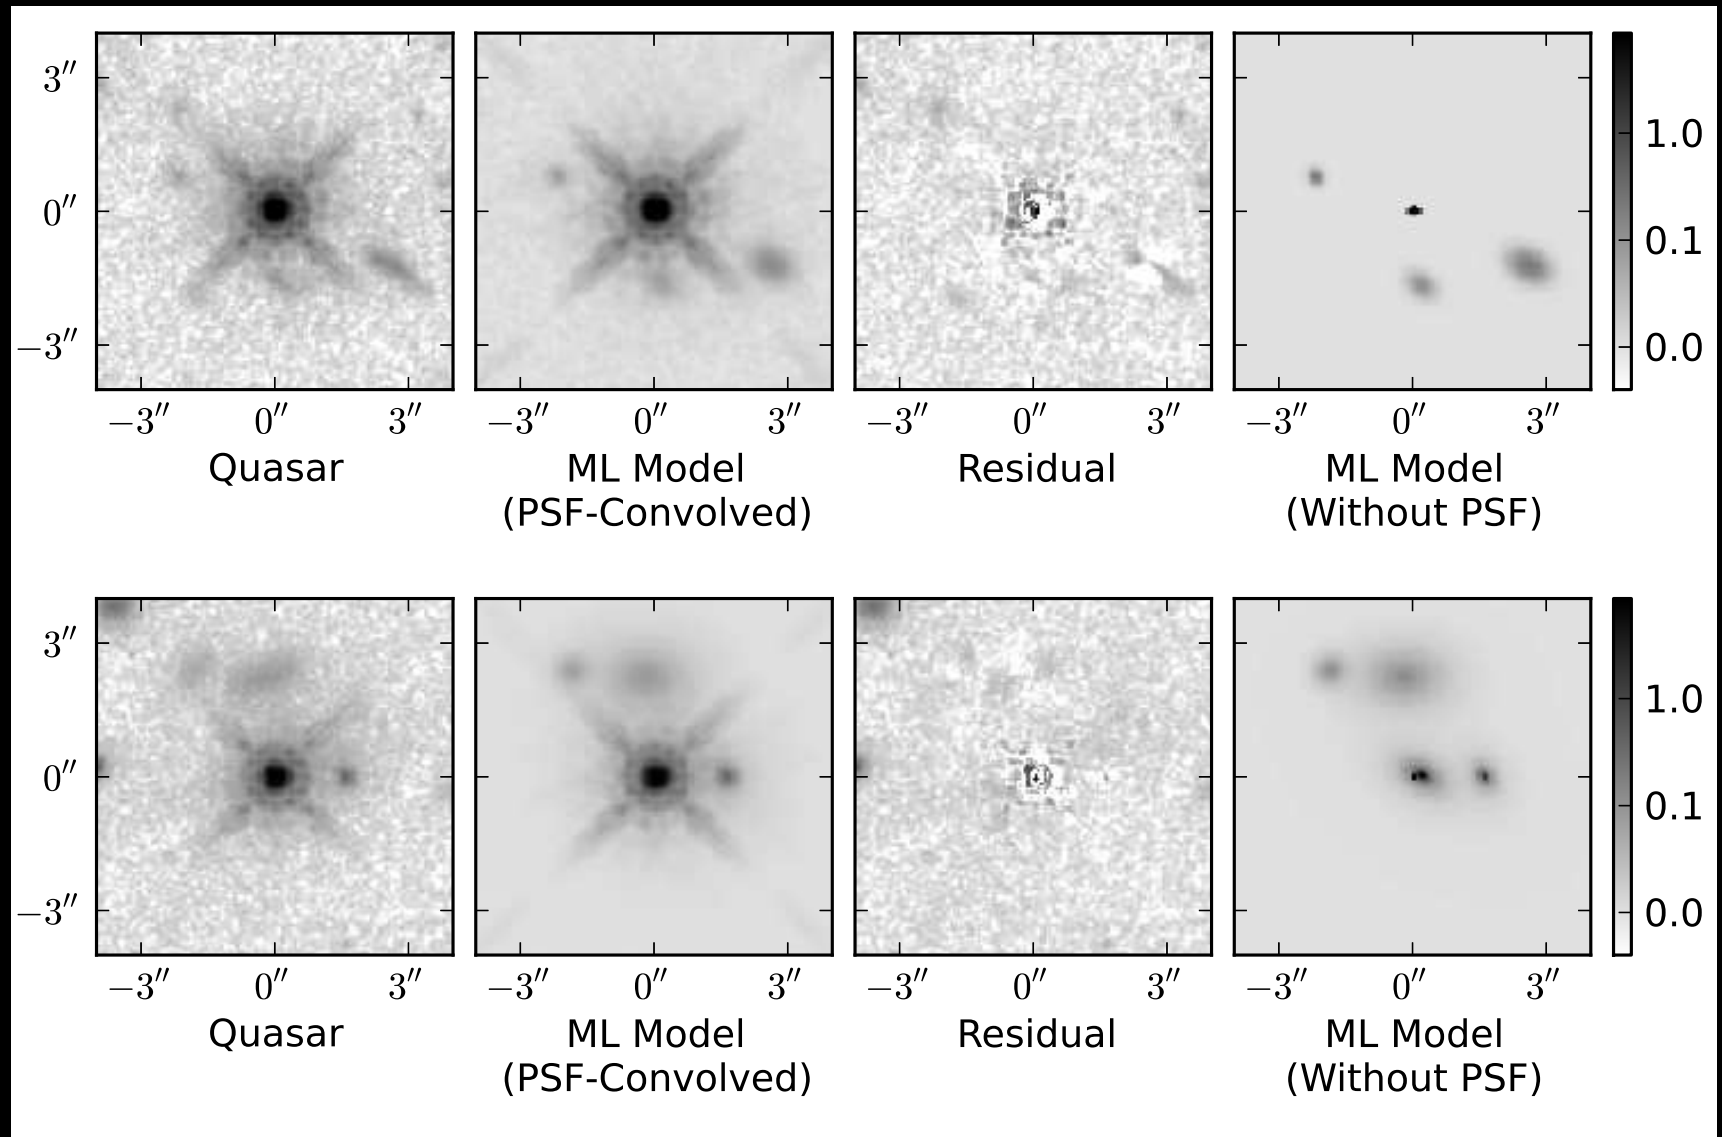 3″
0″
−3″
1.0
0.1
0.0
−3″ 0″ 3″ −3″ 0″ 3″ −3″ 0″ 3″ −3″ 0″ 3″
Quasar ML Model Residual ML Model
(PSF-Convolved) (Without PSF)
3″
0″
−3″
1.0
0.1
0.0
−3″ 0″ 3″ −3″ 0″ 3″ −3″ 0″ 3″ −3″ 0″ 3″
Quasar ML Model Residual ML Model
(PSF-Convolved) (Without PSF)